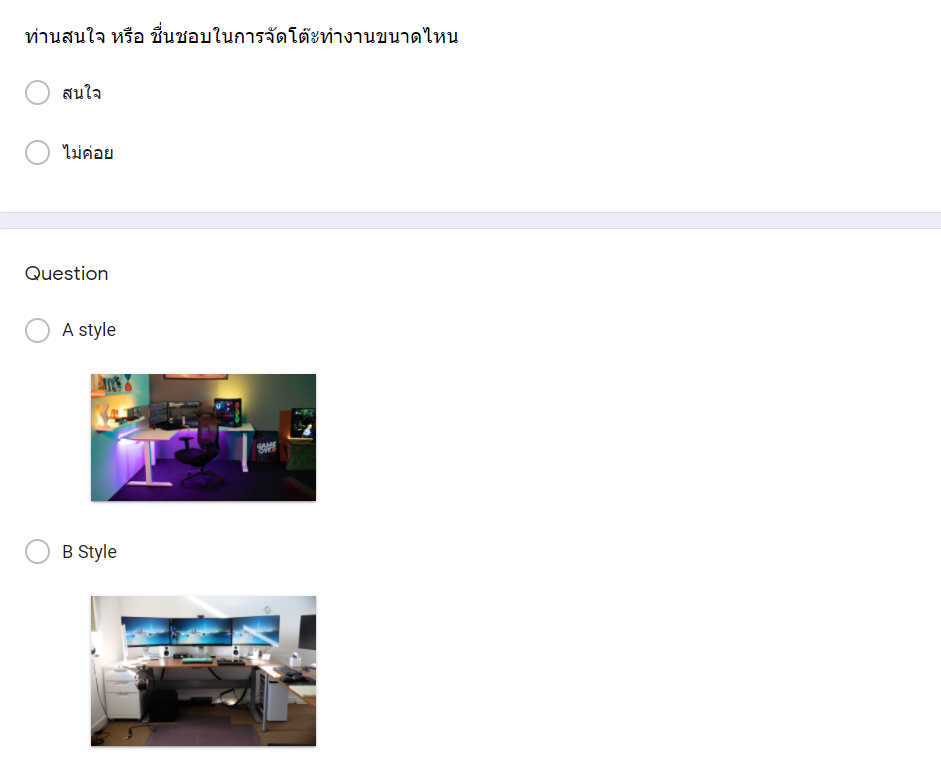 ท่านสนใจ หรือ ชื่นชอบในการจัดโต๊ะทำงานขนาดไหน
สนใจ
ไม่ค่อย
Question
A style
GAME
OVER
B Style